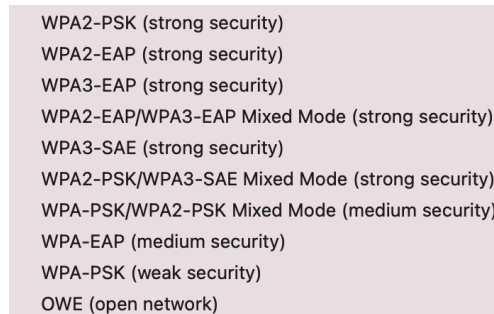 WPA2-PSK (strong security)
WPA2-EAP (strong security)
WPA3-EAP (strong security)
WPA2-EAP/WPA3-EAP Mixed Mode (strong security)
WPA3-SAE (strong security)
WPA2-PSK/WPA3-SAE Mixed Mode (strong security)
WPA-PSK/WPA2-PSK Mixed Mode (medium security)
WPA-EAP (medium security)
WPA-PSK (weak security)
OWE (open network)